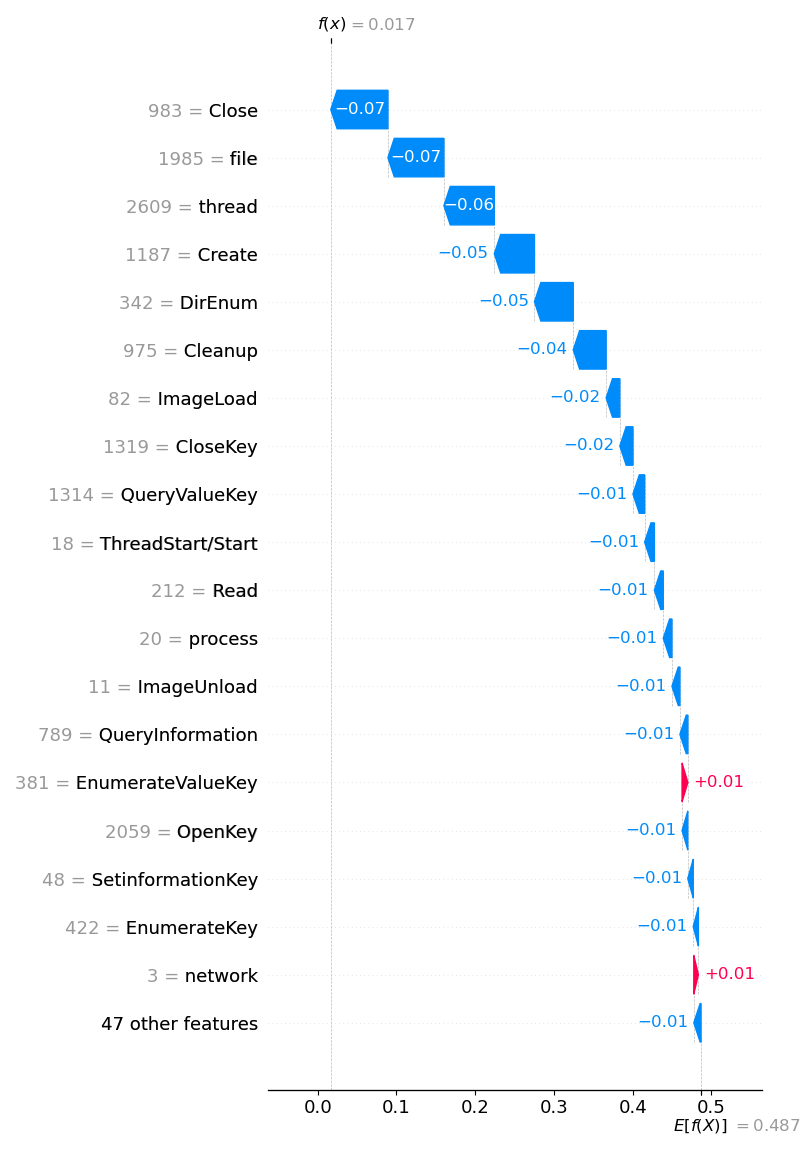 f(x) = 0.017
983 = Close −0.07
1985 = file −0.07
2609 = thread −0.06
1187 = Create −0.05
342 = DirEnum −0.05
975 = Cleanup −0.04
82 = ImageLoad −0.02
1319 = CloseKey −0.02
1314 = QueryValueKey −0.01
18 = ThreadStart/Start −0.01
212 = Read −0.01
20 = process −0.01
11 = ImageUnload −0.01
789 = QueryInformation −0.01
381 = EnumerateValueKey +0.01
2059 = OpenKey −0.01
48 = SetinformationKey −0.01
422 = EnumerateKey −0.01
3 = network +0.01
47 other features −0.01
0.0 0.1 0.2 0.3 0.4 0.5
E[f(X)] = 0.487